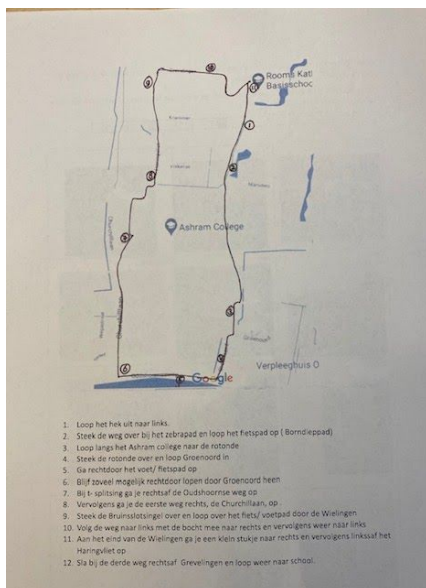 Rooms Kat
Basisschoo
Ashram College
Google
Verpleeghuis O
1. Loop het hek uit naar links.
2. Steek de weg over bij het zebrapad en loop het fietspad op ( Borndieppad)
3. Loop langs het Ashram college naar de rotonde
4. Steek de rotonde over en loop Groenoord in
5. Ga rechtdoor het voet/ fietspad op
6. Blijf zoveel mogelijk rechtdoor lopen door Groenoord heen
7. Bij t- splitsing ga je rechtsaf de Oudshoornse weg op
8. Vervolgens ga je de eerste weg rechts, de Churchillaan, op .
9. Steek de Bruinsslotsingel over en loop over het fiets/ voetpad door de Wielingen
10. Volg de weg naar links met de bocht mee naar rechts en vervolgens weer naar links
11. Aan het eind van de Wielingen ga je een klein stukje naar rechts en vervolgens linkssaf het
Haringvliet op
12. Sla bij de derde weg rechtsaf Grevelingen en loop weer naar school.